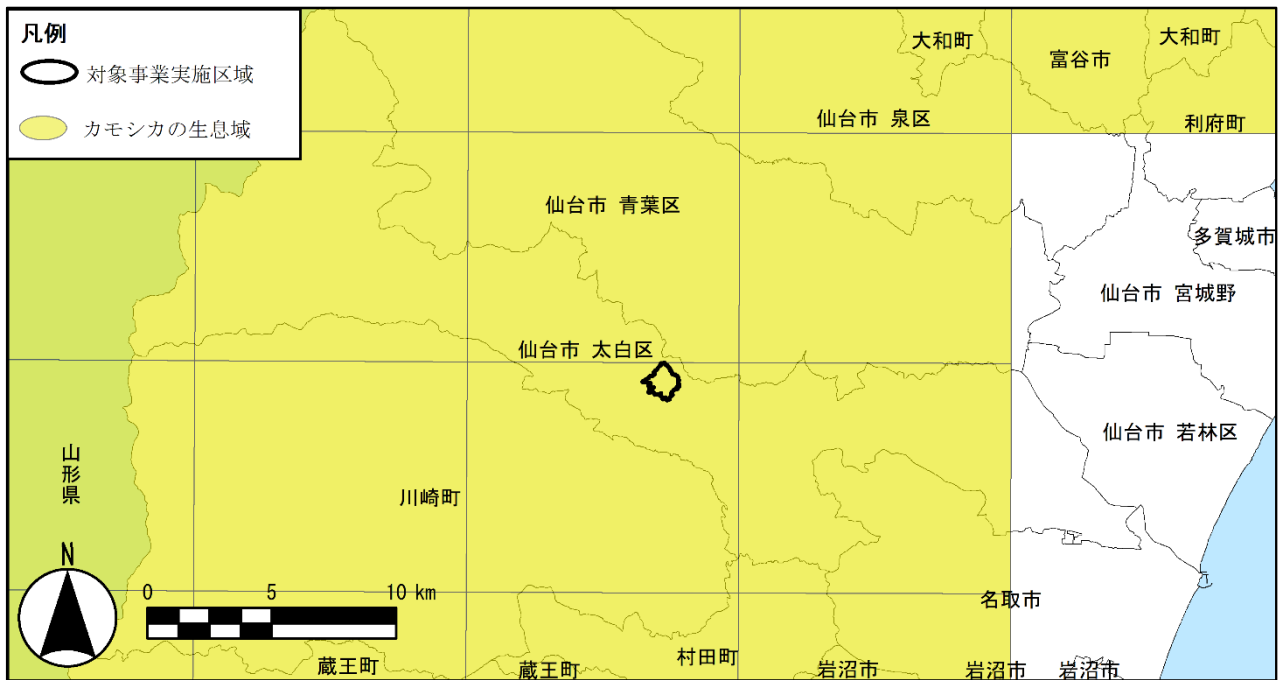 凡例
対象事業実施区域
カモシカの生息域
大和町
富谷市
大和町
仙台市 泉区
利府町
仙台市 青葉区
多賀城市
仙台市 宮城野
仙台市 太白区
仙台市 若林区
山形県
川崎町
N
0 5 10 km
名取市
蔵王町
蔵王町
村田町
岩沼市
岩沼市
岩沼市